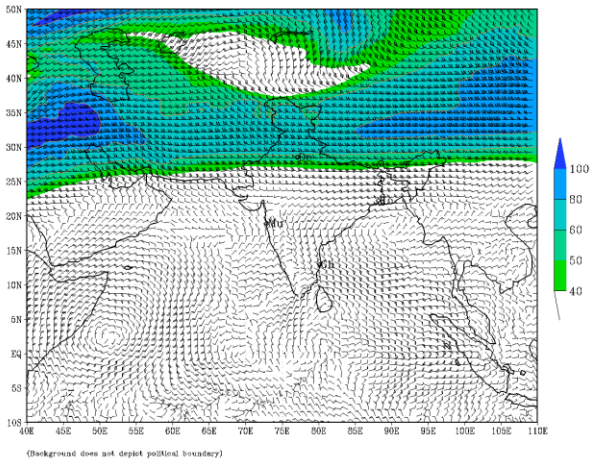 50N
45N
40N
35N
30N
25N
20N
15N
10N
5N
EQ
5S
10S
100
80
60
50
40
Mu
Ch
40E 45E 50E 55E 60E 65E 70E 75E 80E 85E 90E 95E 100E 105E 110E
(Background does not depict political boundary)